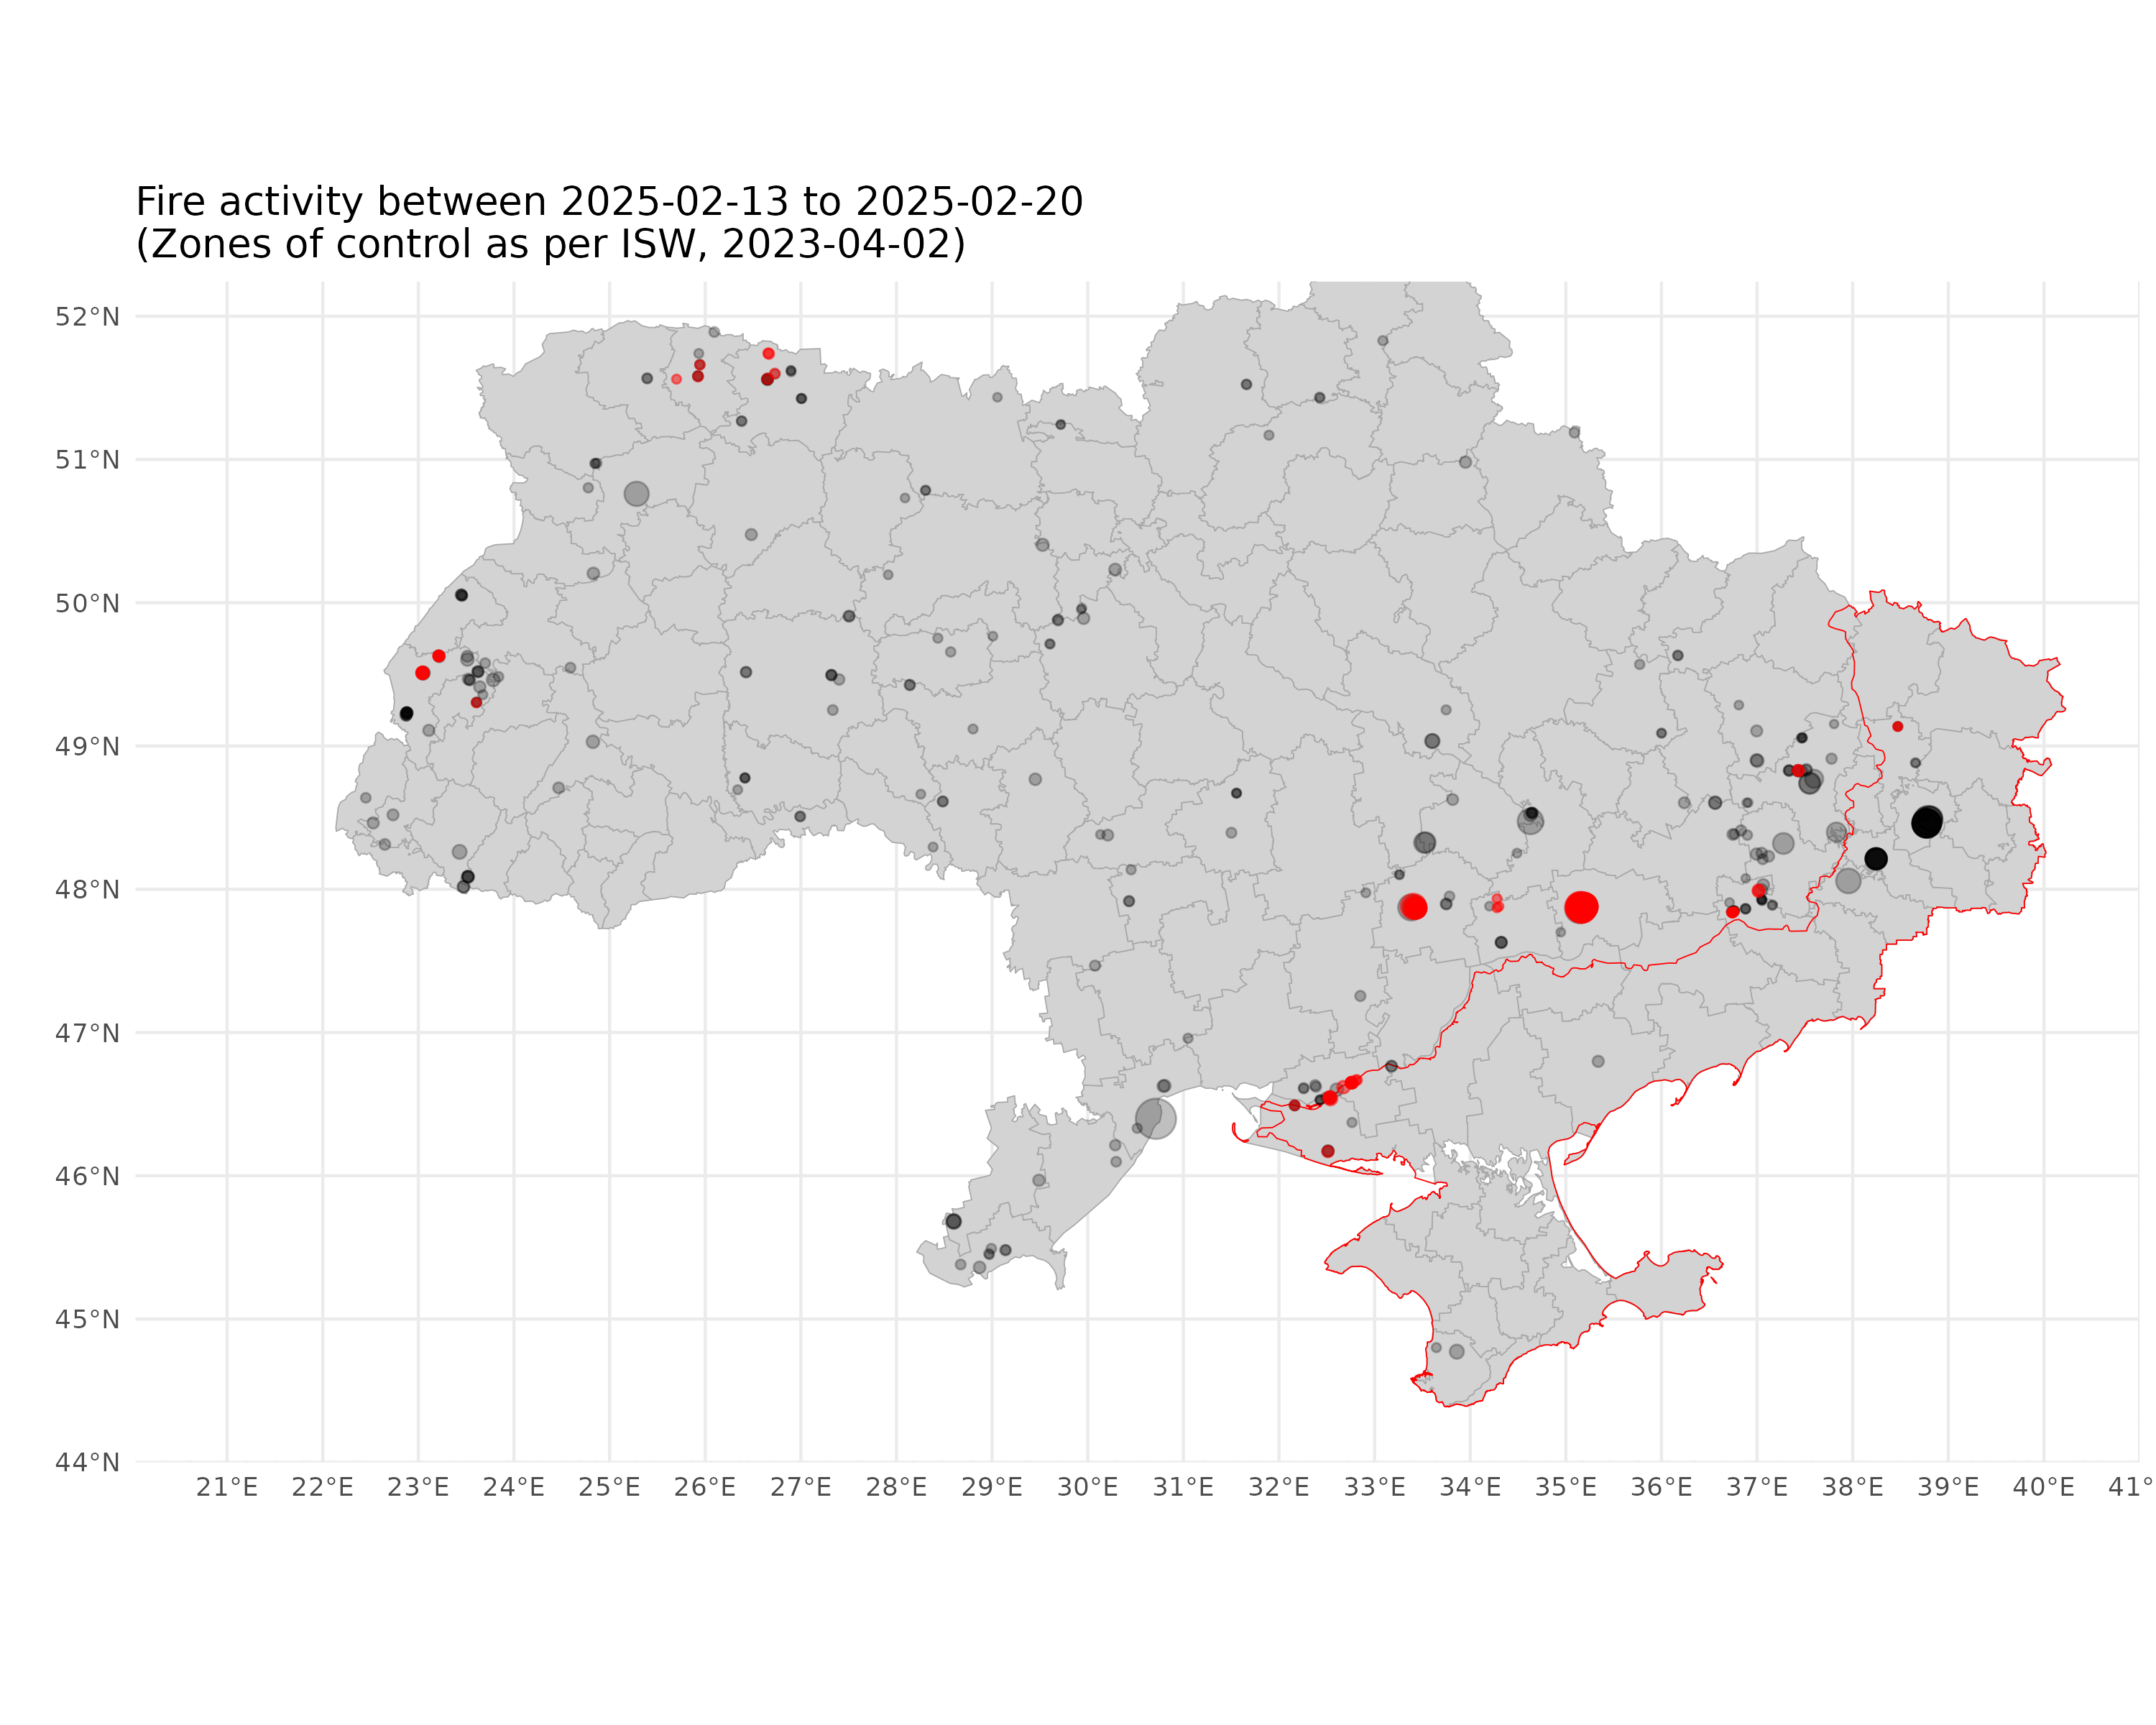 Fire activity between 2025-02-13 to 2025-02-20
(Zones of control as per ISW, 2023-04-02)
52°N
51°N
50°N
49°N
48°N
47°N
46°N
45°N
44°N
21°E 22°E 23°E 24°E 25°E 26°E 27°E 28°E 29°E 30°E 31°E 32°E 33°E 34°E 35°E 36°E 37°E 38°E 39°E 40°E 41°